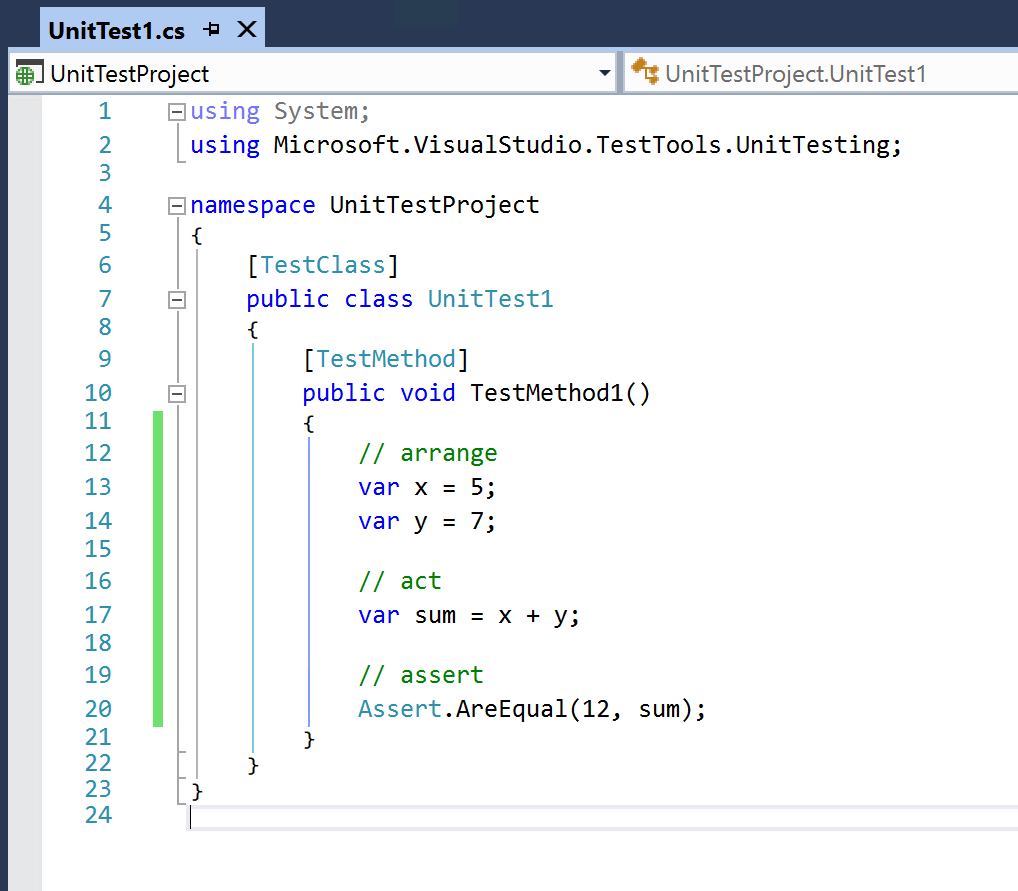 UnitTest1.cs
UnitTestProject UnitTestProject.UnitTest1
1 using System;
2 using Microsoft.VisualStudio.TestTools.UnitTesting;
3
4 namespace UnitTestProject
5 {
6 [TestClass]
7 public class UnitTest1
8 {
9 [TestMethod]
10 public void TestMethod1()
11 {
12 // arrange
13 var x = 5;
14 var y = 7;
15
16 // act
17 var sum = x + y;
18
19 // assert
20 Assert.AreEqual(12, sum);
21 }
22 }
23 }
24